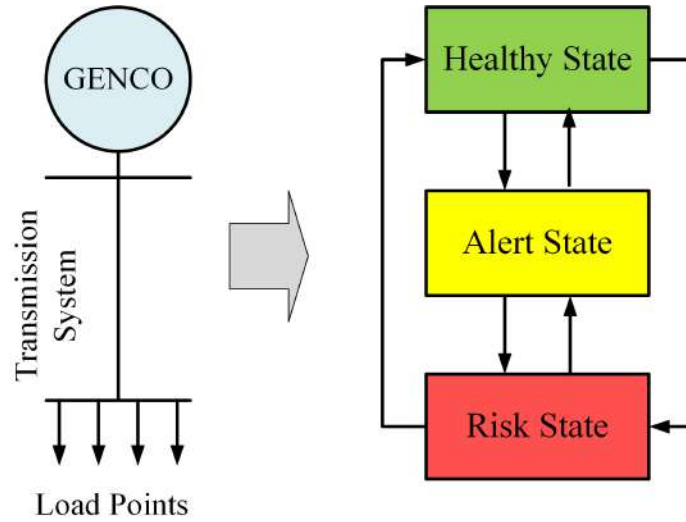 GENCO
Transmission
System
Load Points
Healthy State
Alert State
Risk State